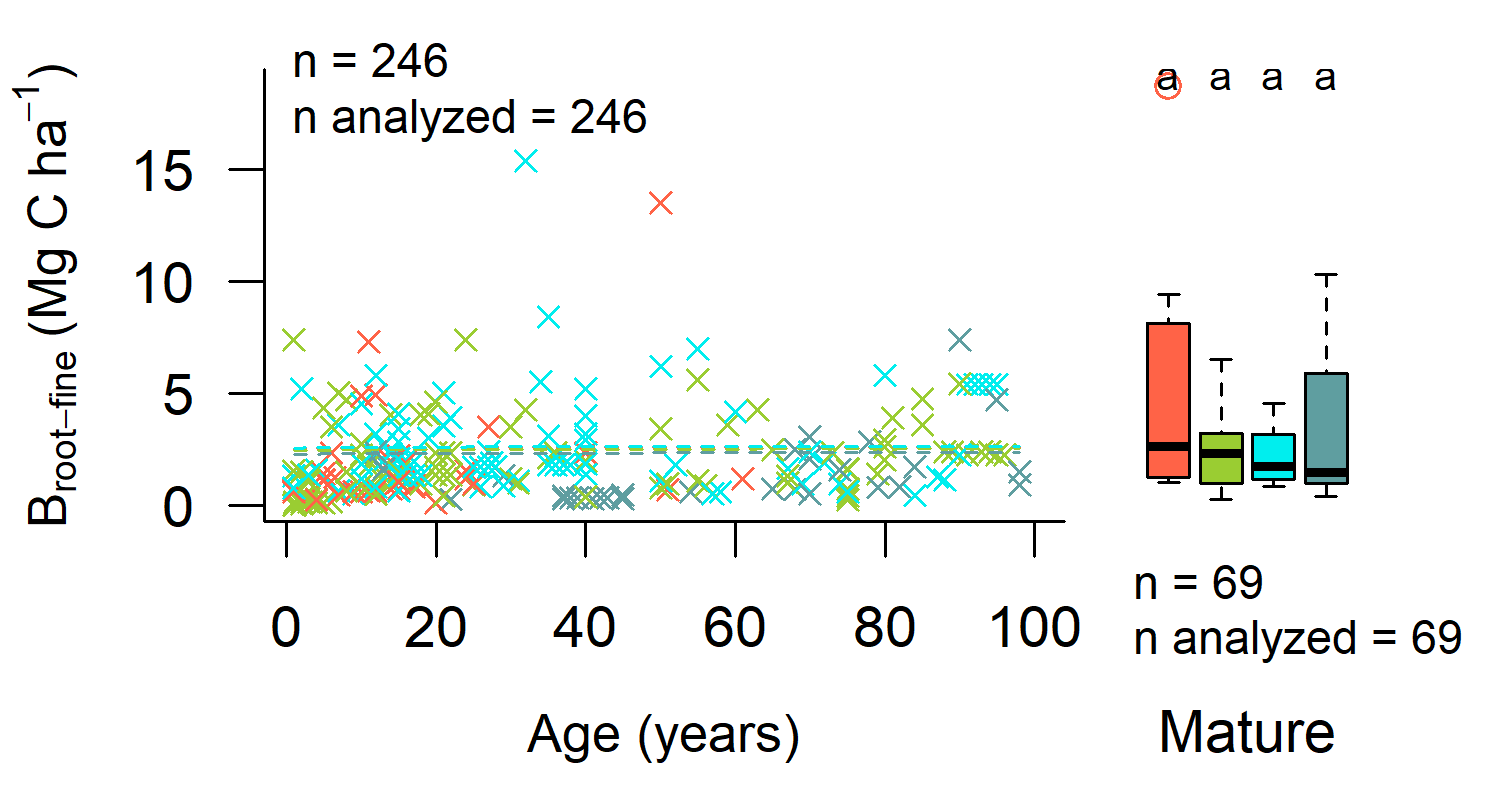 n = 246
n analyzed = 246
B root−fine (Mg C ha −1)
15
10
5
0
0 20 40 60 80 100
Age (years)
a a a a
n = 69
n analyzed = 69
Mature